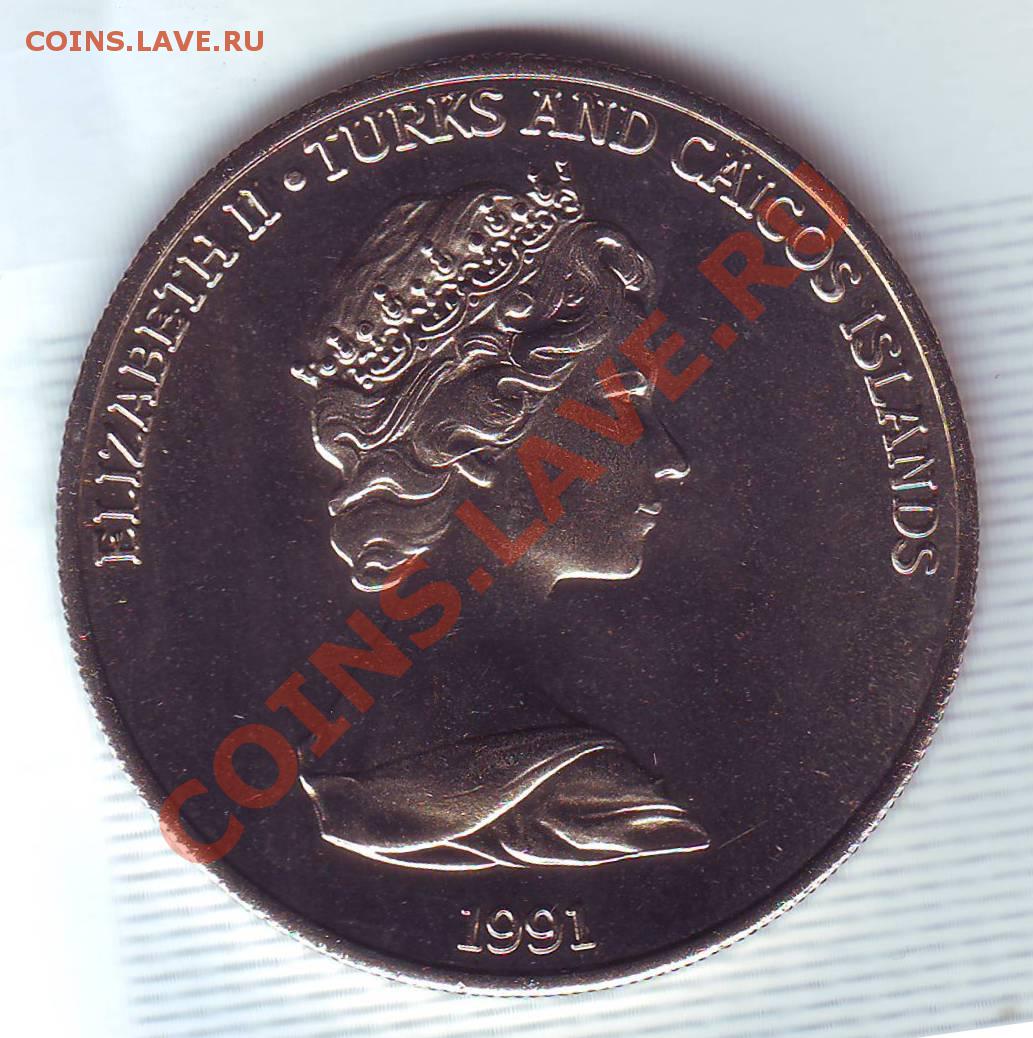 COINS.LAVE.RU
ELIZABETH II • TURKS AND CAICOS ISLANDS
COINS.LAVE.RU
1991